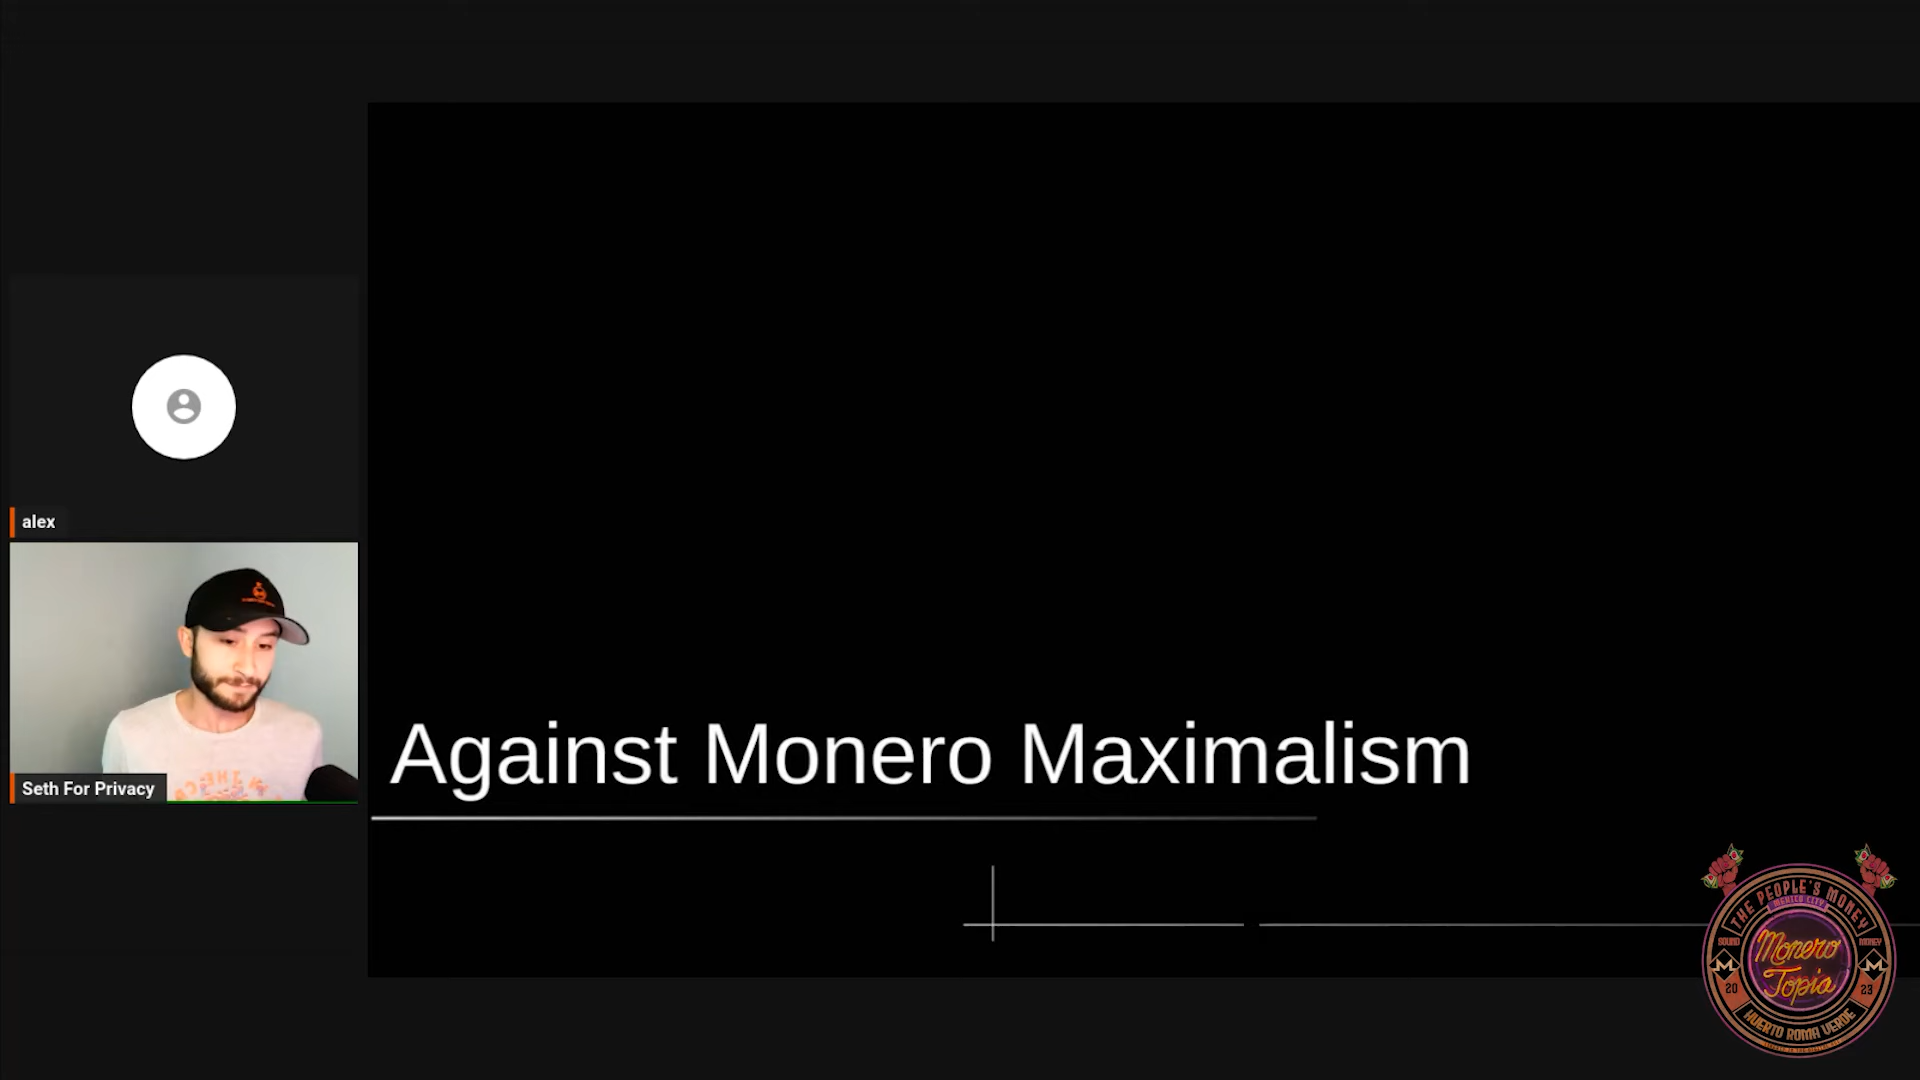 alex
Seth For Privacy
Against Monero Maximalism
THE PEOPLE'S MONEY
MEXICO CITY
SOUND
MONEY
Monero
Topia
20
23
HUERTO ROMA VERDE